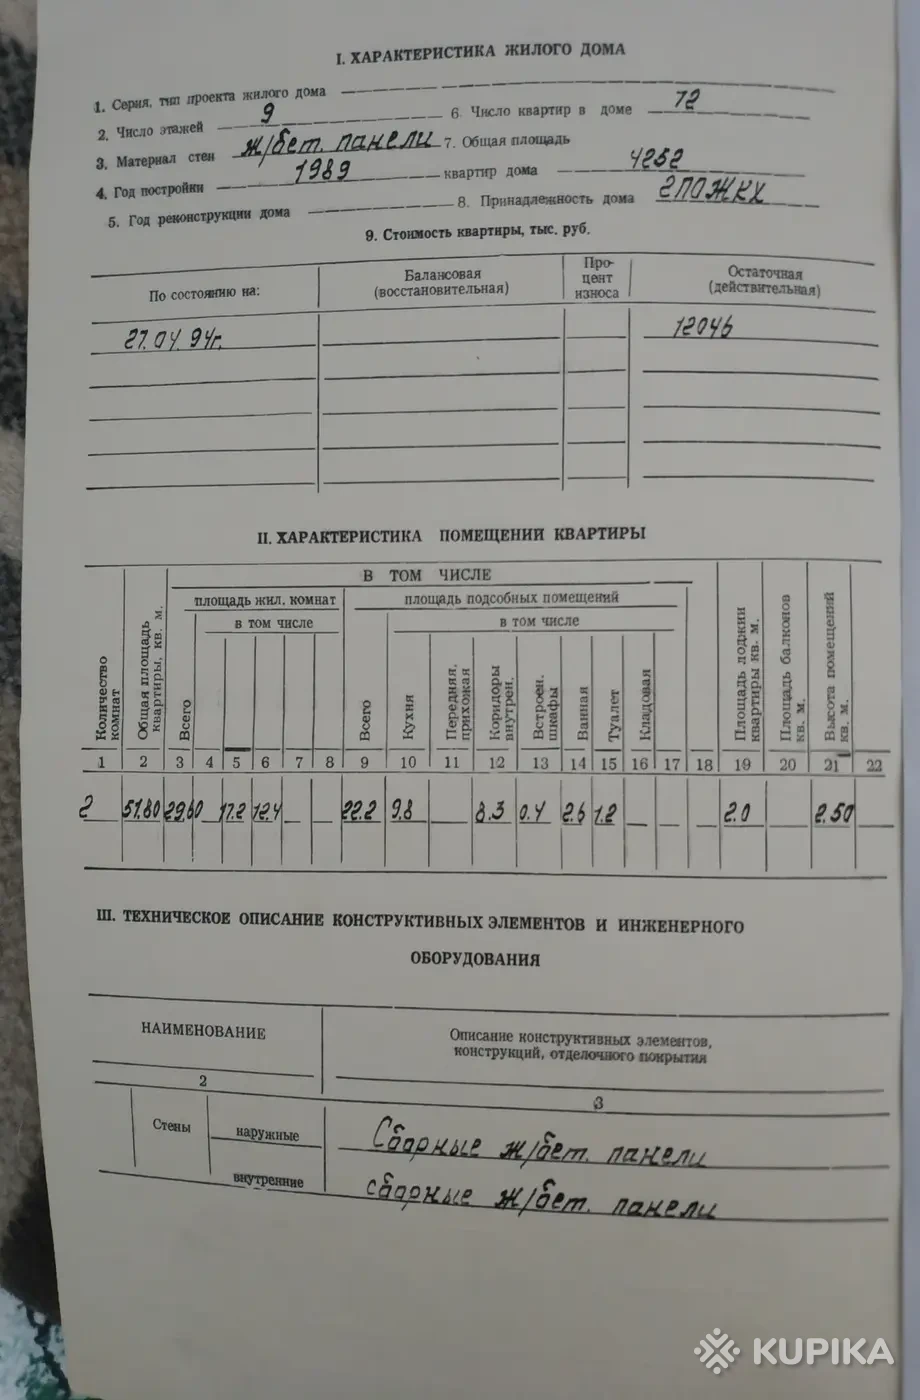 I. ХАРАКТЕРИСТИКА ЖИЛОГО ДОМА
1. Серия, тип проекта жилого дома
2. Число этажей 9 6. Число квартир в доме 72
3. Материал стен ж/бет. панели 7. Общая площадь
4. Год постройки 1989 квартир дома 4252
5. Год реконструкции дома 8. Принадлежность дома ГПОЖКХ
9. Стоимость квартиры, тыс. руб.
По состоянию на: Балансовая (восстановительная) Про-цент износа Остаточная (действительная)
27.04.94г. 12046
II. ХАРАКТЕРИСТИКА ПОМЕЩЕНИЙ КВАРТИРЫ
В ТОМ ЧИСЛЕ
площадь жил. комнат площадь подсобных помещений
в том числе в том числе
Количество комнат Общая площадь квартиры, кв. м. Всего Всего Кухня Передняя, прихожая Коридоры внутрен. Встроен. шкафы Ванная Туалет Кладовая Площадь лоджии квартиры кв. м. Площадь балконов кв. м. Высота помещений кв. м.
1 2 3 4 5 6 7 8 9 10 11 12 13 14 15 16 17 18 19 20 21 22
2 51.80 29.60 17.2 12.4 22.2 9.8 8.3 0.4 2.6 1.2 2.0 2.50
III. ТЕХНИЧЕСКОЕ ОПИСАНИЕ КОНСТРУКТИВНЫХ ЭЛЕМЕНТОВ И ИНЖЕНЕРНОГО
ОБОРУДОВАНИЯ
НАИМЕНОВАНИЕ Описание конструктивных элементов,
конструкций, отделочного покрытия
2 3
Стены наружные Сборные ж/бет. панели
внутренние сборные ж/бет. панели
KUPIKA